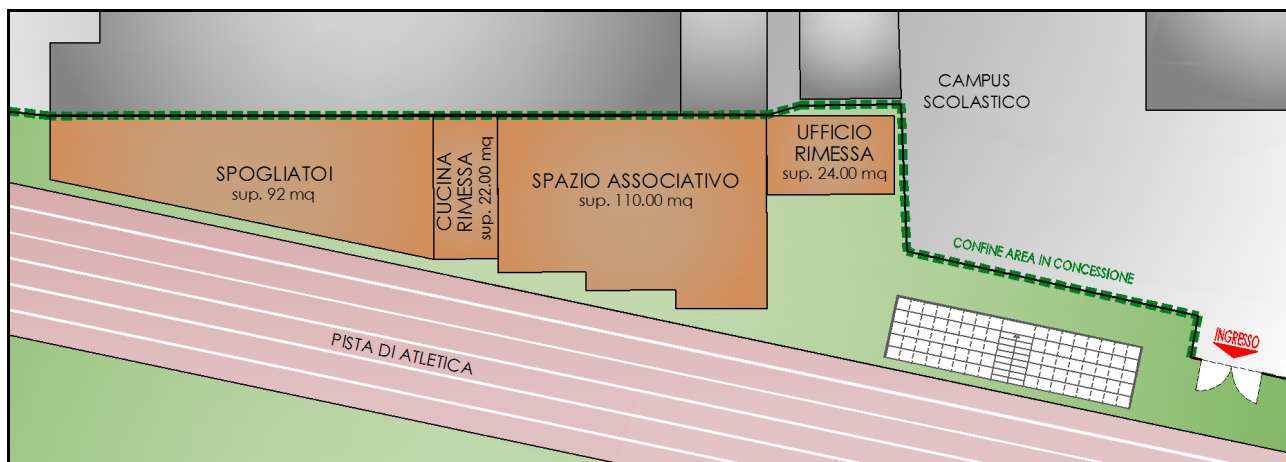 CAMPUS
SCOLASTICO
UFFICIO
RIMESSA
sup. 24.00 mq
SPOGLIATOI
sup. 92 mq
CUCINA
RIMESSA
sup. 22.00 mq
SPAZIO ASSOCIATIVO
sup. 110.00 mq
CONFINE AREA IN CONCESSIONE
INGRESSO
PISTA DI ATLETICA